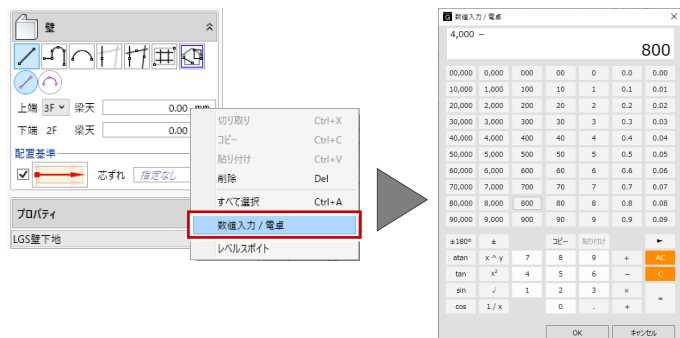 壁
上端 3F 梁天 0.00 mm
下端 2F 梁天 0.00
配置基準
芯ずれ 指定なし
プロパティ
LGS壁下地
切り取り Ctrl+X
コピー Ctrl+C
貼り付け Ctrl+V
削除 Del
すべて選択 Ctrl+A
数値入力 / 電卓
レベルスポイト
G 数値入力 / 電卓 ×
4,000 −
800
00,000 0,000 000 00 0 0.0 0.00
10,000 1,000 100 10 1 0.1 0.01
20,000 2,000 200 20 2 0.2 0.02
30,000 3,000 300 30 3 0.3 0.03
40,000 4,000 400 40 4 0.4 0.04
50,000 5,000 500 50 5 0.5 0.05
60,000 6,000 600 60 6 0.6 0.06
70,000 7,000 700 70 7 0.7 0.07
80,000 8,000 800 80 8 0.8 0.08
90,000 9,000 900 90 9 0.9 0.09
±180° ± コピー 貼り付け ►
atan x ^ y 7 8 9 ÷ AC
tan x² 4 5 6 − C
sin √ 1 2 3 × =
cos 1 / x 0 . +
OK キャンセル